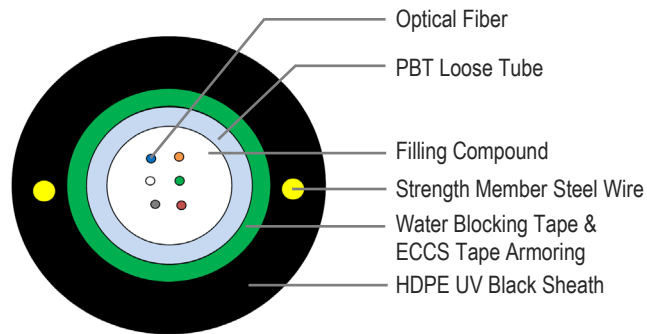 Optical Fiber
PBT Loose Tube
Filling Compound
Strength Member Steel Wire
Water Blocking Tape &
ECCS Tape Armoring
HDPE UV Black Sheath